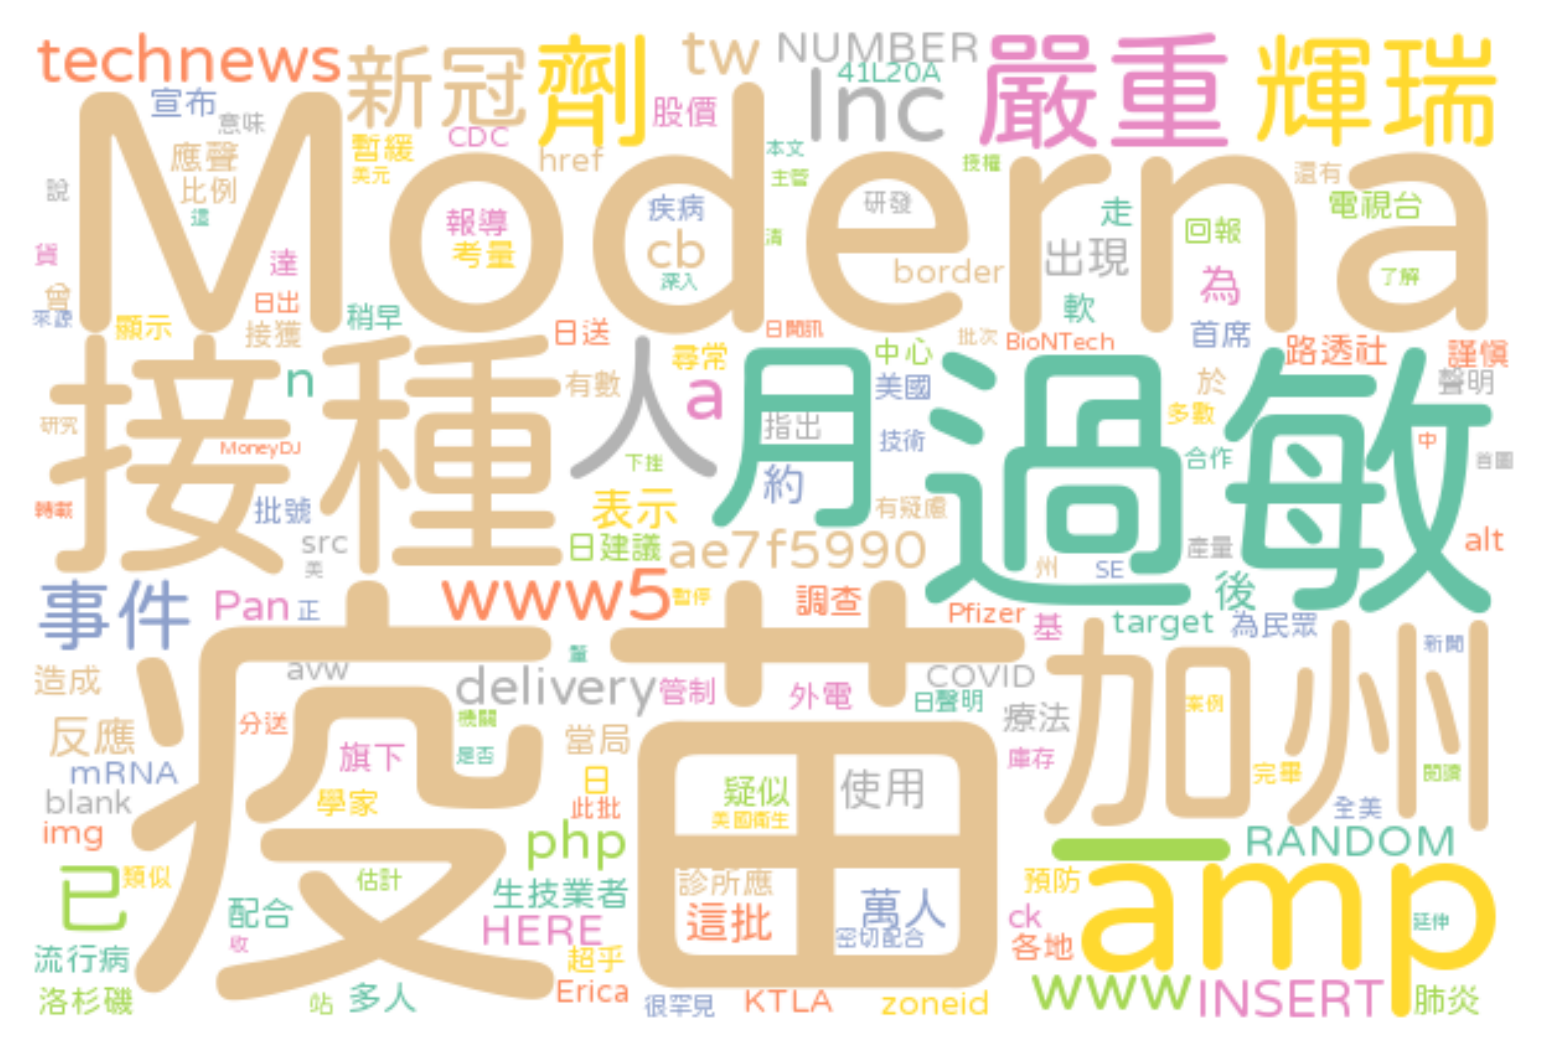 technews
新冠
劑
tw
NUMBER
嚴重
輝瑞
41L20A
Inc
宣布
意味
股價
CDC
暫緩
href
本文
授權
Moderna
應聲
比例
美元
主管
還有
說
這
報導
疾病
研發
走
電視台
考量
cb
清
出現
回報
貨
達
深入
border
為
了解
曾
日出
軟
來源
顯示
接獲
稍早
日送
日聞訊
批次
BioNTech
首席
路透社
謹慎
接種
n
有數
人
尋常
a
月
中心
美國
過敏
於
聲明
研究
MoneyDJ
指出
技術
多數
中
下挫
約
合作
首圖
轉載
批號
表示
有疑慮
src
美
日建議
ae7f5990
州
SE
產量
alt
事件
Pan
正
www5
暫停
調查
Pfizer
基
target
後
為民眾
疫苗
加州
新聞
造成
avw
delivery
管制
外電
COVID
日聲明
案例
反應
分送
機關
當局
療法
mRNA
旗下
是否
日
疑似
使用
庫存
完畢
閱讀
blank
學家
此批
美國衛生
全美
img
php
RANDOM
已
類似
估計
生技業者
診所應
萬人
預防
amp
配合
收
HERE
這批
密切配合
ck
延伸
流行病
超乎
各地
洛杉磯
站
多人
Erica
很罕見
KTLA
zoneid
www
INSERT
肺炎